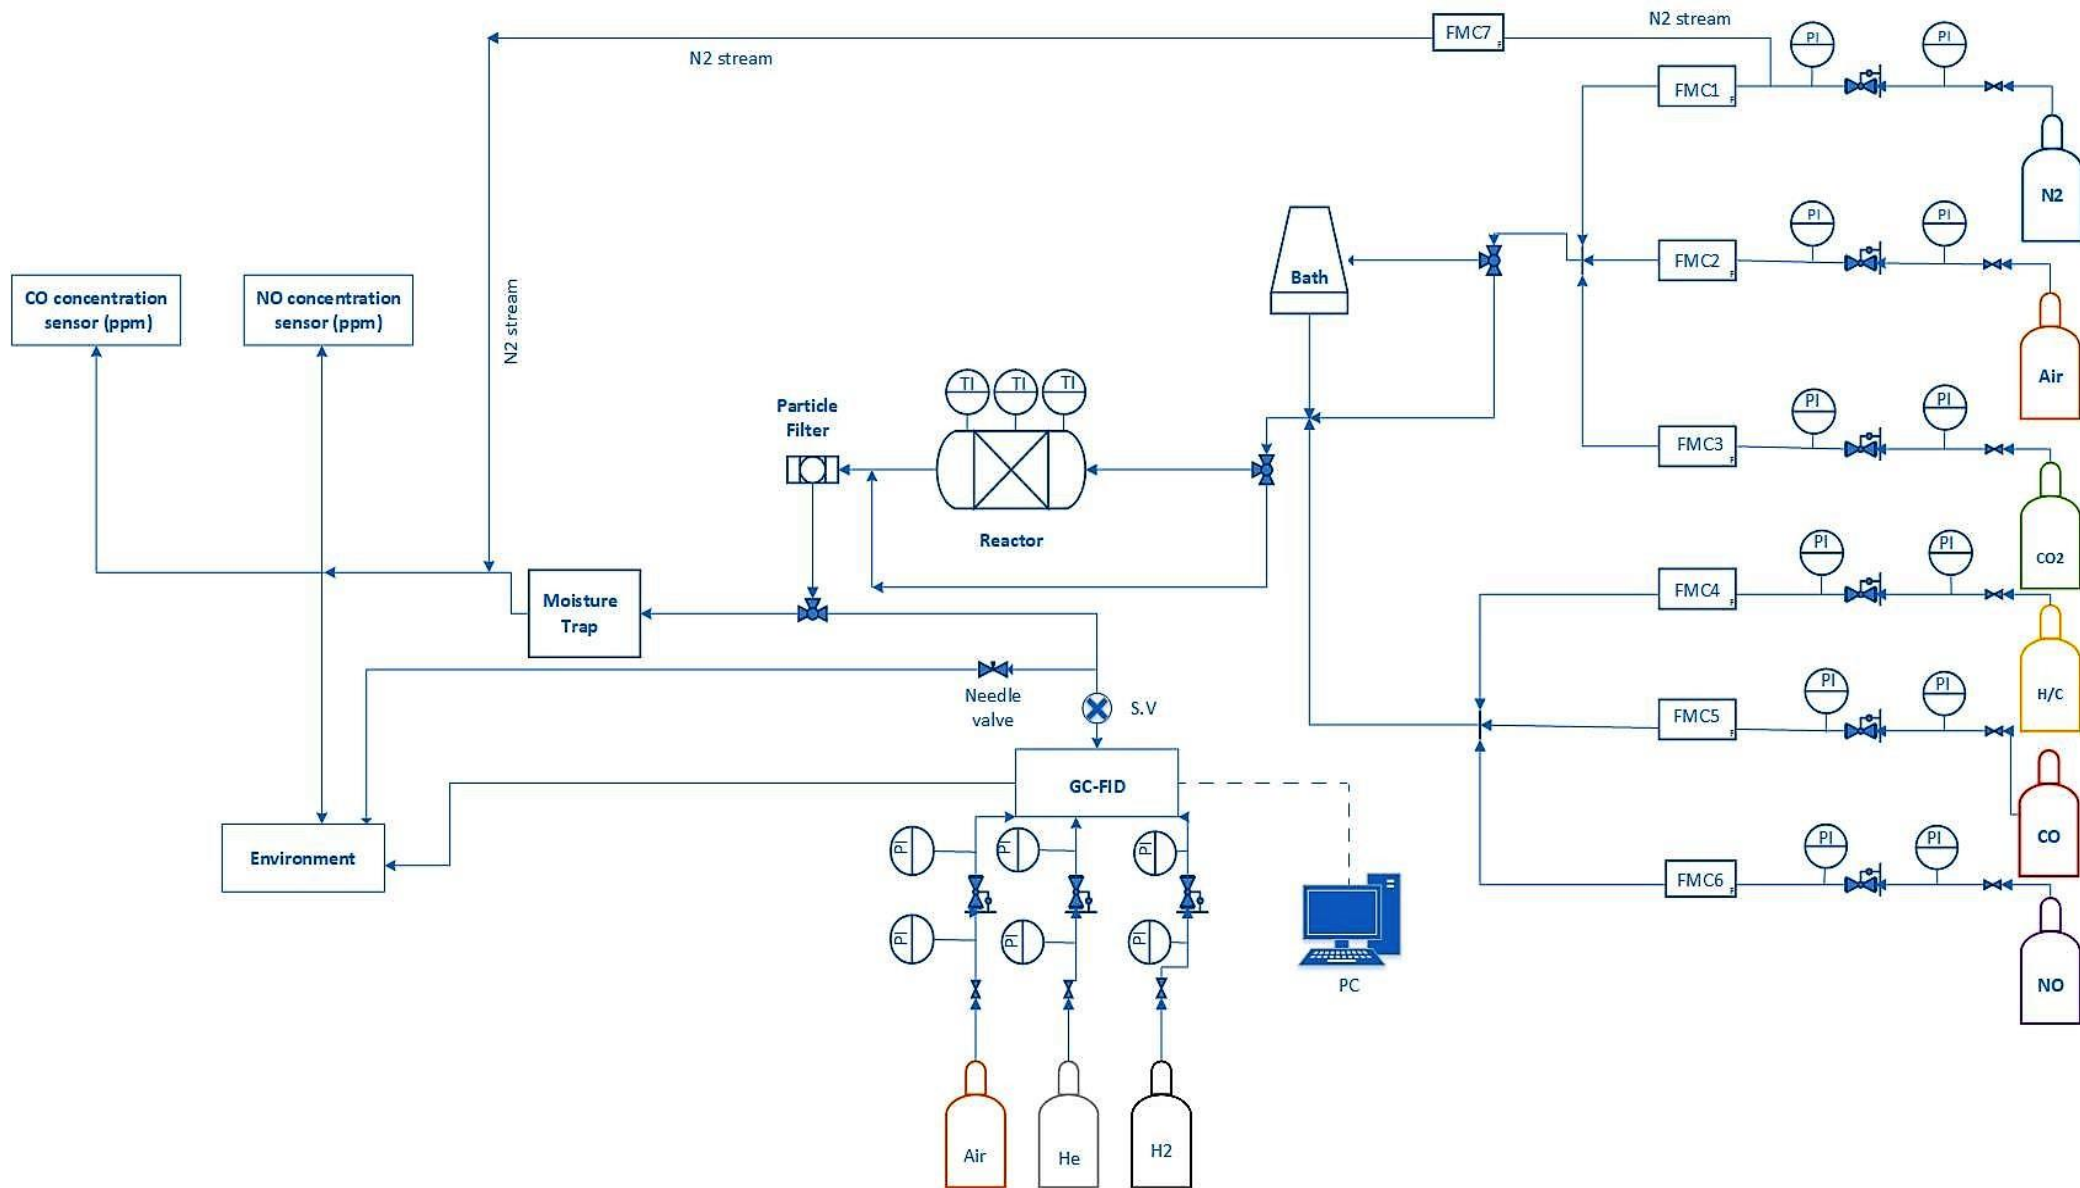 N2 stream
FMC7
N2 stream
PI
PI
FMC1
N2
PI
PI
FMC2
Bath
Air
CO concentration
sensor (ppm)
NO concentration
sensor (ppm)
N2 stream
TI
TI
TI
Particle
Filter
PI
PI
FMC3
Reactor
CO2
PI
PI
FMC4
Moisture
Trap
H/C
Needle
valve
S.V
PI
PI
FMC5
GC-FID
CO
Environment
PI
PI
PI
PI
PI
FMC6
PI
PI
PI
PC
NO
Air
He
H2